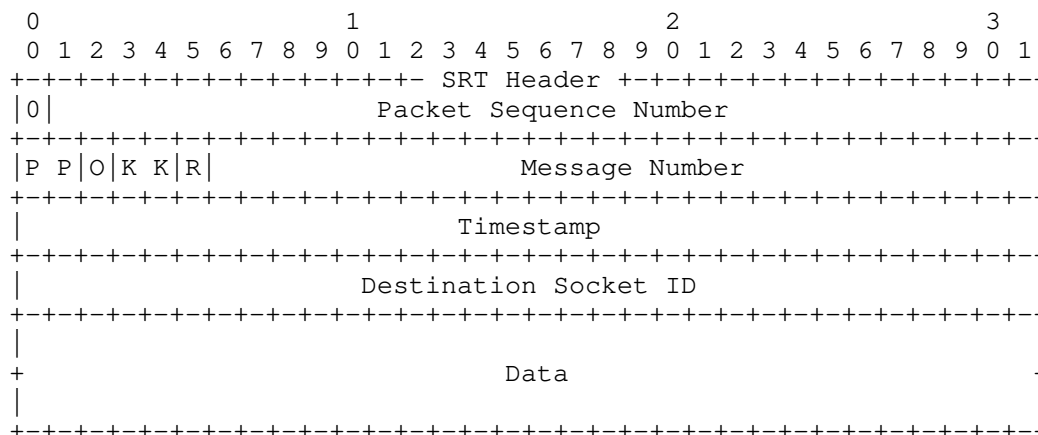 0                   1                   2                   3
 0 1 2 3 4 5 6 7 8 9 0 1 2 3 4 5 6 7 8 9 0 1 2 3 4 5 6 7 8 9 0 1
+-+-+-+-+-+-+-+-+-+-+-+-+- SRT Header +-+-+-+-+-+-+-+-+-+-+-+-+-
|0|                    Packet Sequence Number
+-+-+-+-+-+-+-+-+-+-+-+-+-+-+-+-+-+-+-+-+-+-+-+-+-+-+-+-+-+-+-+-
|P P|O|K K|R|                   Message Number
+-+-+-+-+-+-+-+-+-+-+-+-+-+-+-+-+-+-+-+-+-+-+-+-+-+-+-+-+-+-+-+-
|                           Timestamp
+-+-+-+-+-+-+-+-+-+-+-+-+-+-+-+-+-+-+-+-+-+-+-+-+-+-+-+-+-+-+-+-
|                     Destination Socket ID
+-+-+-+-+-+-+-+-+-+-+-+-+-+-+-+-+-+-+-+-+-+-+-+-+-+-+-+-+-+-+-+-
|
+                              Data                             -
|
+-+-+-+-+-+-+-+-+-+-+-+-+-+-+-+-+-+-+-+-+-+-+-+-+-+-+-+-+-+-+-+-